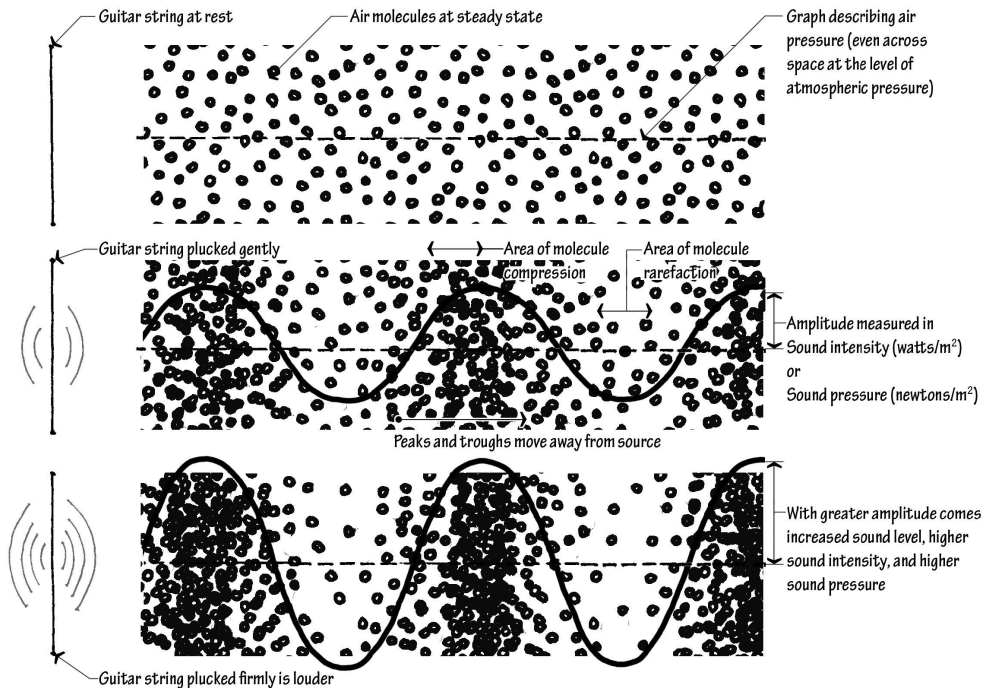 Guitar string at rest
Air molecules at steady state
Graph describing air
pressure (even across
space at the level of
atmospheric pressure)
Guitar string plucked gently
Area of molecule
compression
Area of molecule
rarefaction
Amplitude measured in
Sound intensity (watts/m²)
or
Sound pressure (newtons/m²)
Peaks and troughs move away from source
With greater amplitude comes
increased sound level, higher
sound intensity, and higher
sound pressure
Guitar string plucked firmly is louder